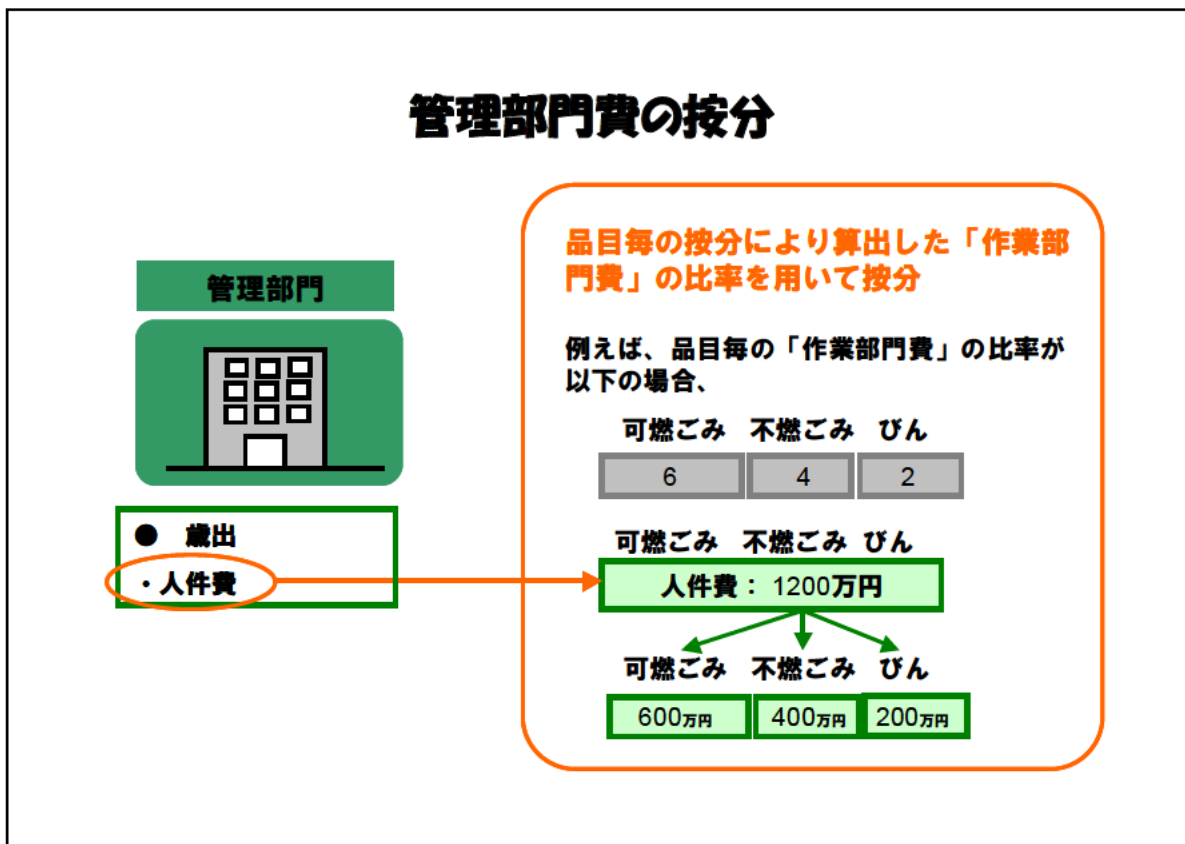 管理部門費の按分
管理部門
● 歳出
・人件費
品目毎の按分により算出した「作業部
門費」の比率を用いて按分
例えば、品目毎の「作業部門費」の比率が
以下の場合、
可燃ごみ 不燃ごみ びん
6 4 2
可燃ごみ 不燃ごみ びん
人件費： 1200万円
可燃ごみ 不燃ごみ びん
600万円 400万円 200万円